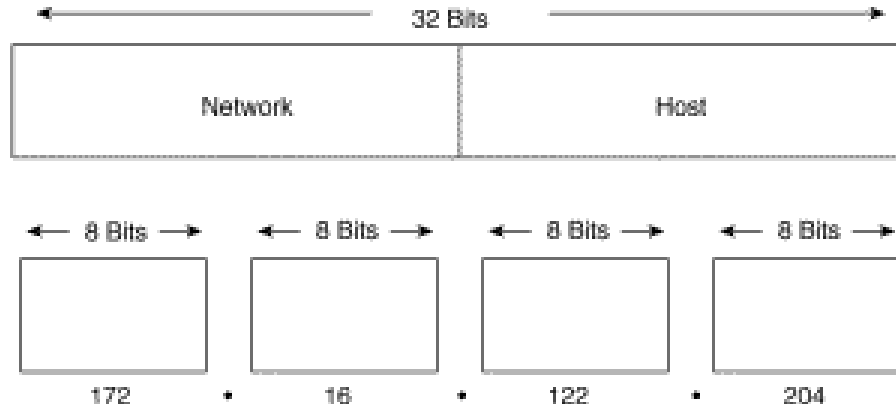 32 Bits
Network Host
8 Bits 8 Bits 8 Bits 8 Bits
172 • 16 • 122 • 204